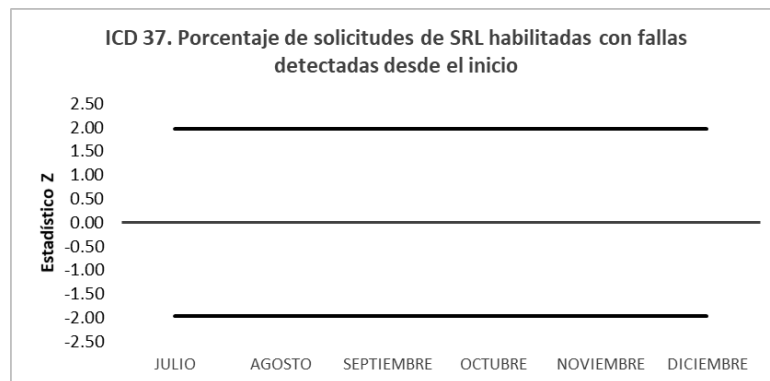 ICD 37. Porcentaje de solicitudes de SRL habilitadas con fallas
detectadas desde el inicio
Estadístico Z
2.50
2.00
1.50
1.00
0.50
0.00
-0.50
-1.00
-1.50
-2.00
-2.50
JULIO AGOSTO SEPTIEMBRE OCTUBRE NOVIEMBRE DICIEMBRE